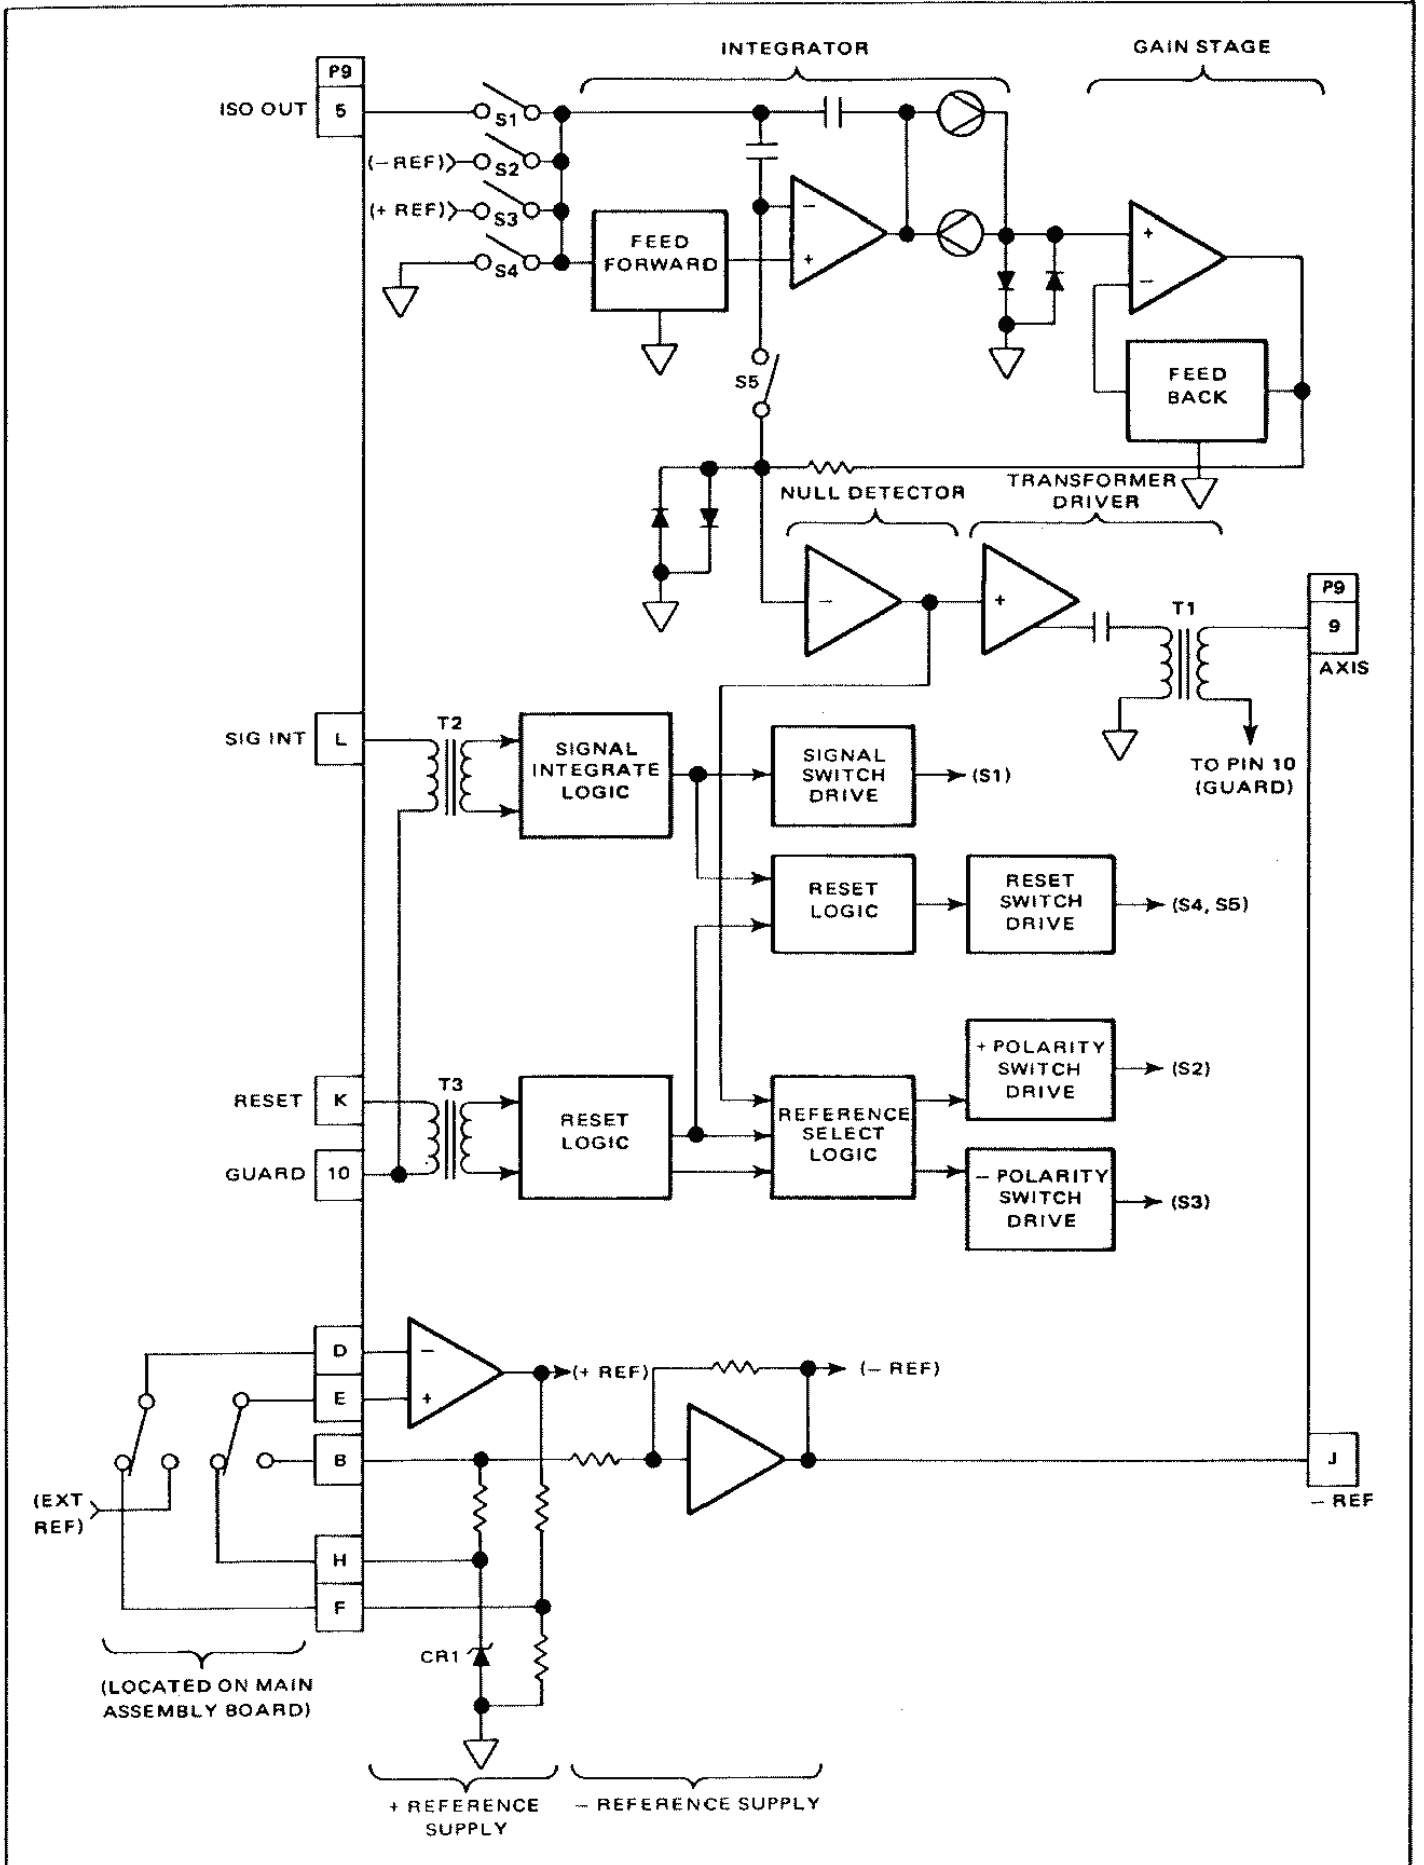 INTEGRATOR
GAIN STAGE
P9
ISO OUT
5
S1
(− REF)
S2
(+ REF)
S3
S4
FEED
FORWARD
−
+
+
−
S5
FEED
BACK
NULL DETECTOR
TRANSFORMER
DRIVER
−
+
T1
P9
9
AXIS
SIG INT
L
T2
SIGNAL
INTEGRATE
LOGIC
SIGNAL
SWITCH
DRIVE
(S1)
TO PIN 10
(GUARD)
RESET
LOGIC
RESET
SWITCH
DRIVE
(S4, S5)
+ POLARITY
SWITCH
DRIVE
(S2)
RESET
K
T3
RESET
LOGIC
REFERENCE
SELECT
LOGIC
GUARD
10
− POLARITY
SWITCH
DRIVE
(S3)
D
−
(+ REF)
(− REF)
E
+
B
J
− REF
(EXT
REF)
H
F
CR1
(LOCATED ON MAIN
ASSEMBLY BOARD)
+ REFERENCE
SUPPLY
− REFERENCE SUPPLY